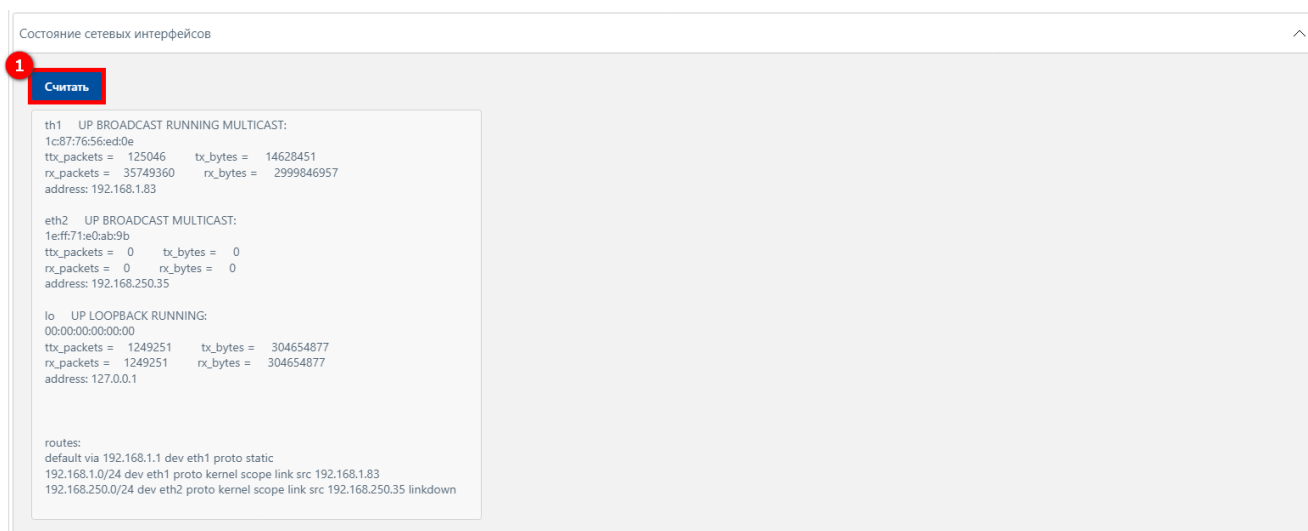 Состояние сетевых интерфейсов
1
Считать
th1 UP BROADCAST RUNNING MULTICAST:
1c:87:76:56:ed:0e
ttx_packets = 125046 tx_bytes = 14628451
rx_packets = 35749360 rx_bytes = 2999846957
address: 192.168.1.83
eth2 UP BROADCAST MULTICAST:
1e:ff:71:e0:ab:9b
ttx_packets = 0 tx_bytes = 0
rx_packets = 0 rx_bytes = 0
address: 192.168.250.35
lo UP LOOPBACK RUNNING:
00:00:00:00:00:00
ttx_packets = 1249251 tx_bytes = 304654877
rx_packets = 1249251 rx_bytes = 304654877
address: 127.0.0.1
routes:
default via 192.168.1.1 dev eth1 proto static
192.168.1.0/24 dev eth1 proto kernel scope link src 192.168.1.83
192.168.250.0/24 dev eth2 proto kernel scope link src 192.168.250.35 linkdown